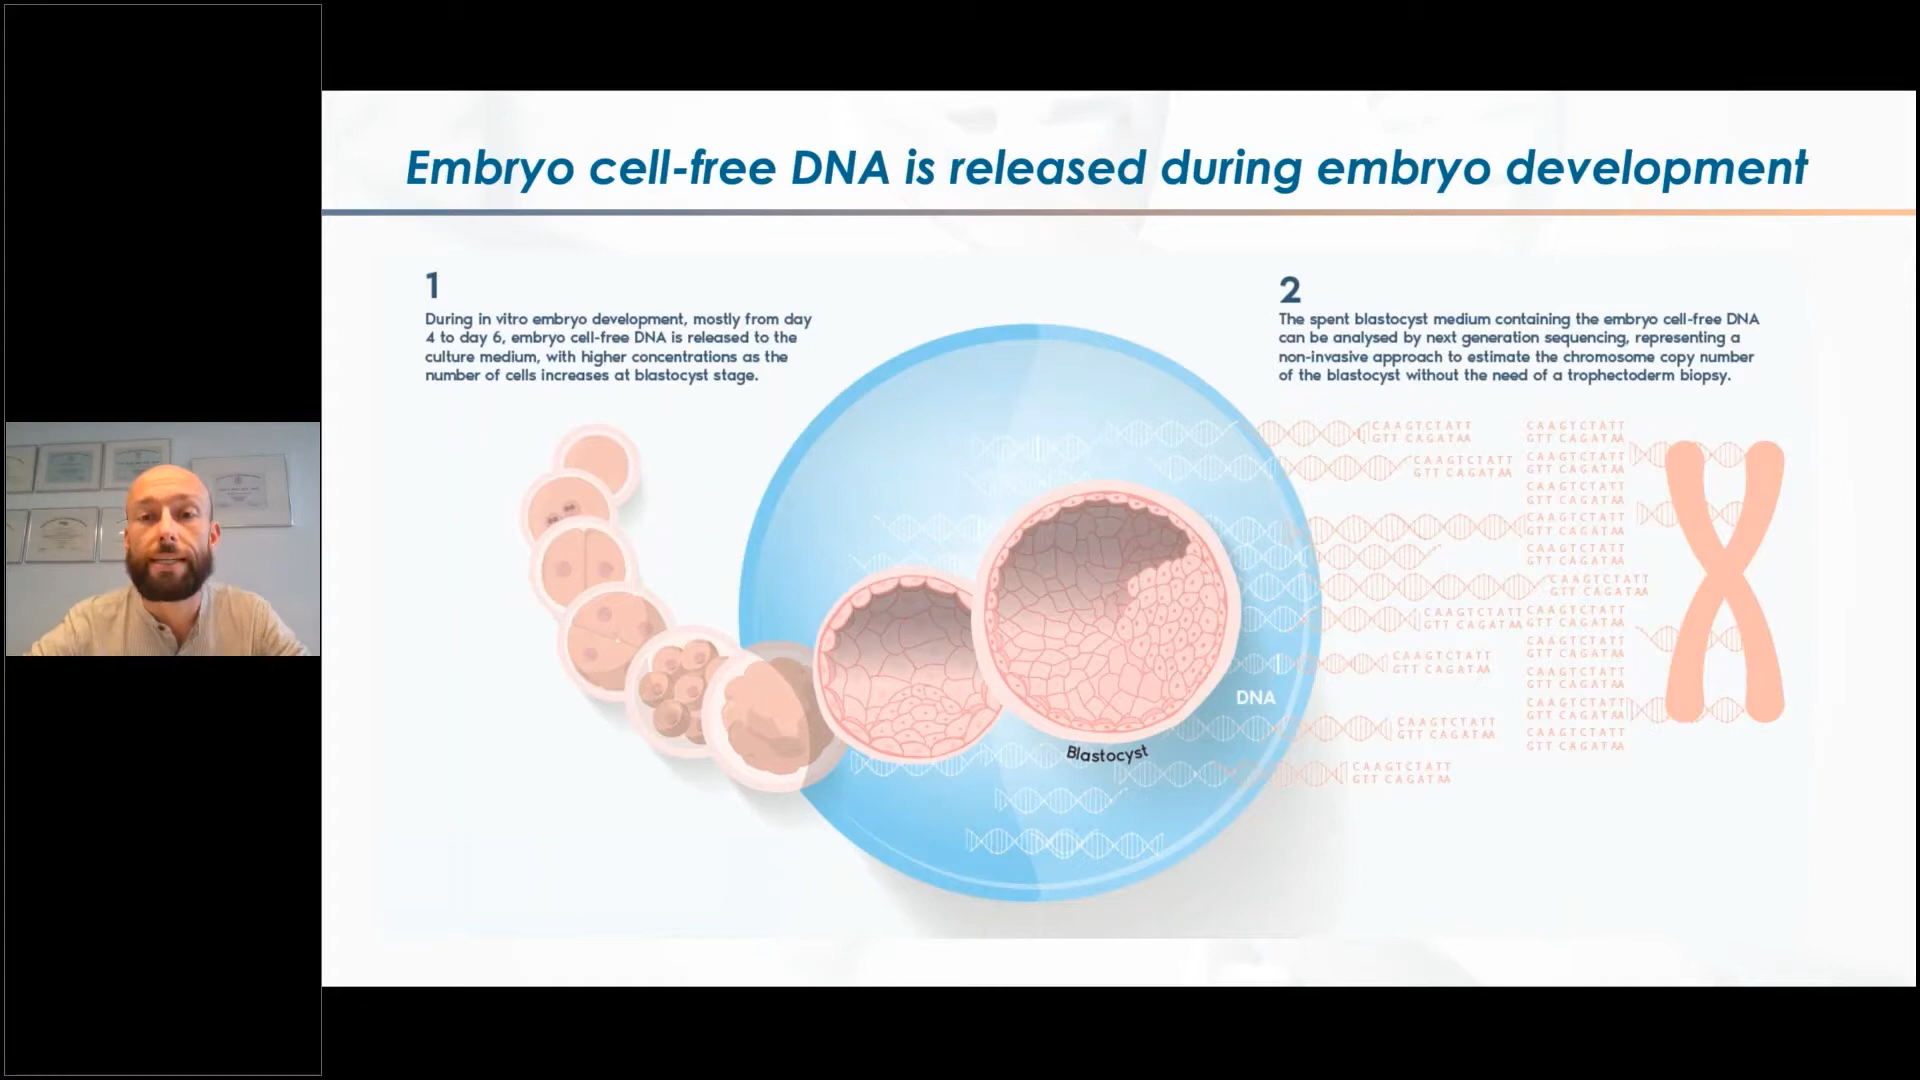 Embryo cell-free DNA is released during embryo development
1
During in vitro embryo development, mostly from day
4 to day 6, embryo cell-free DNA is released to the
culture medium, with higher concentrations as the
number of cells increases at blastocyst stage.
2
The spent blastocyst medium containing the embryo cell-free DNA
can be analysed by next generation sequencing, representing a
non-invasive approach to estimate the chromosome copy number
of the blastocyst without the need of a trophectoderm biopsy.
CAAGTCTATT
GTT CAGATAA
CAAGTCTATT
GTT CAGATAA
CAAGTCTATT
GTT CAGATAA
CAAGTCTATT
GTT CAGATAA
CAAGTCTATT
GTT CAGATAA
CAAGTCTATT
GTT CAGATAA
CAAGTCTATT
GTT CAGATAA
CAAGTCTATT
GTT CAGATAA
CAAGTCTATT
GTT CAGATAA
CAAGTCTATT
GTT CAGATAA
CAAGTCTATT
GTT CAGATAA
CAAGTCTATT
GTT CAGATAA
CAAGTCTATT
GTT CAGATAA
DNA
CAAGTCTATT
GTT CAGATAA
CAAGTCTATT
GTT CAGATAA
CAAGTCTATT
GTT CAGATAA
Blastocyst
CAAGTCTATT
GTT CAGATAA